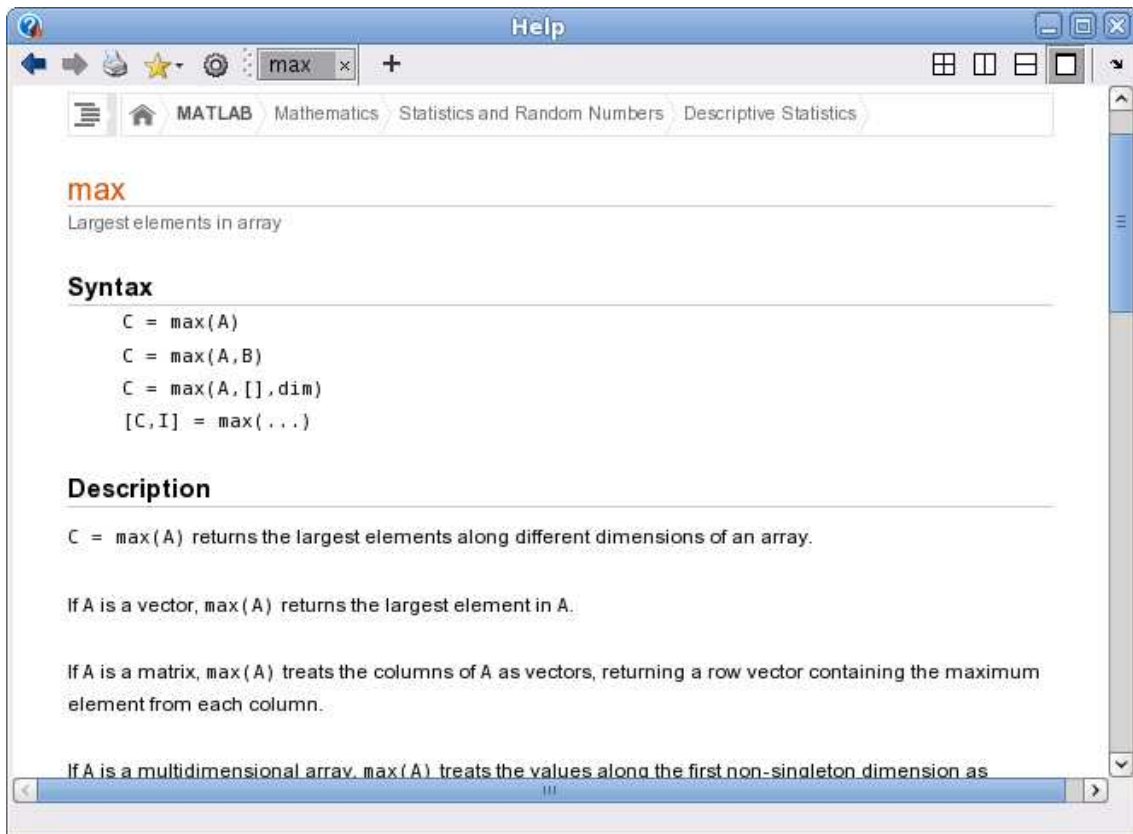 Help
max
MATLAB Mathematics Statistics and Random Numbers Descriptive Statistics
max
Largest elements in array
Syntax
C = max(A)
C = max(A,B)
C = max(A,[],dim)
[C,I] = max(...)
Description
C = max(A) returns the largest elements along different dimensions of an array.
If A is a vector, max(A) returns the largest element in A.
If A is a matrix, max(A) treats the columns of A as vectors, returning a row vector containing the maximum
element from each column.
If A is a multidimensional array, max(A) treats the values along the first non-singleton dimension as